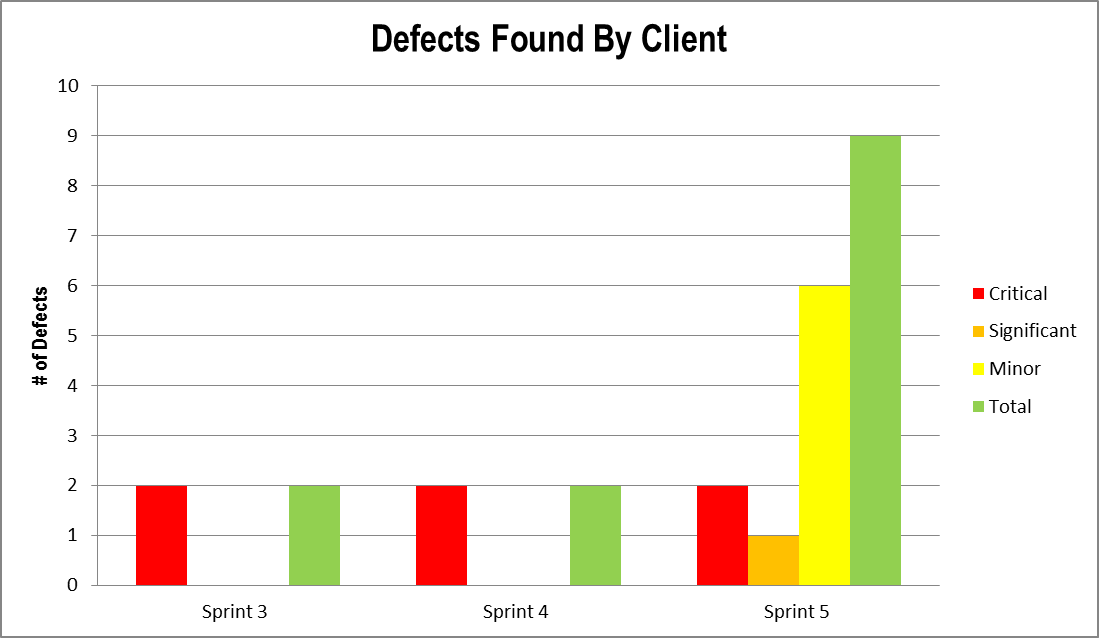 Defects Found By Client
# of Defects
10
9
8
7
6
5
4
3
2
1
0
Sprint 3
Sprint 4
Sprint 5
Critical
Significant
Minor
Total